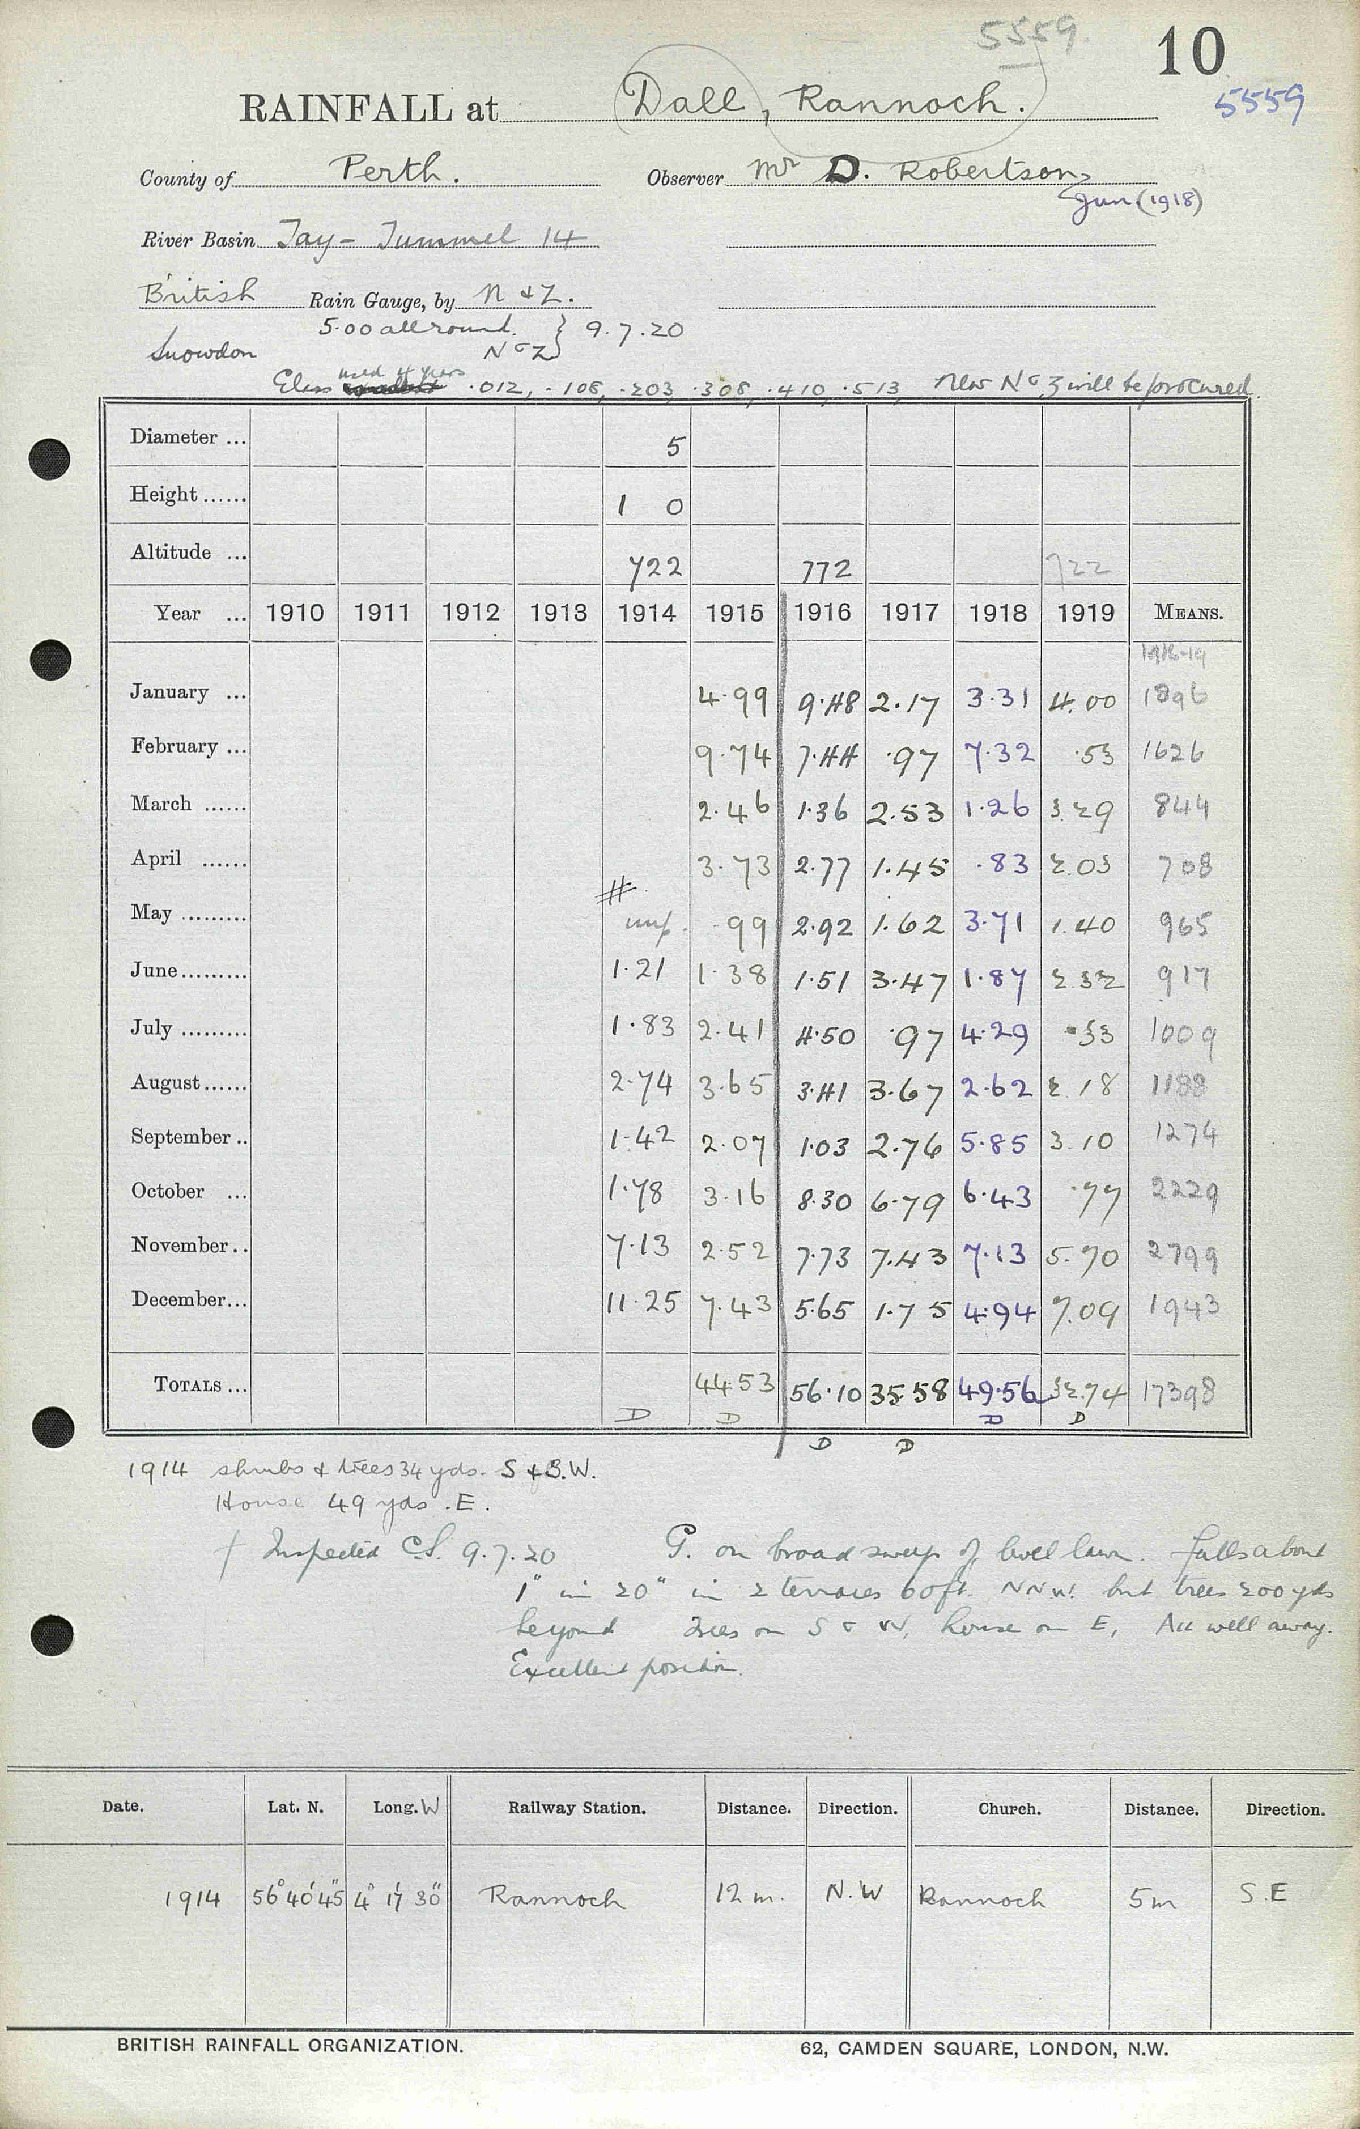 5559. 10
RAINFALL at Dall, Rannoch. 5559
County of Perth. Observer Mr D. Robertson,
Jun (1918)
River Basin Tay - Tummel 14
British Rain Gauge, by N & Z.
5.00 all round. } 9.7.20
Snowdon N & Z
used 4 years
Glass .012, .108, .203, .308, .410, .513, New N & Z will be procured.
Diameter ... 5
Height ...... 1 0
Altitude ... 722 772 722
Year ... 1910 1911 1912 1913 1914 1915 1916 1917 1918 1919 MEANS.
1916-19
January ... 4.99 9.48 2.17 3.31 4.00 1896
February ... 9.74 7.44 .97 7.32 .53 1626
March ...... 2.46 1.36 2.53 1.26 3.29 844
April ...... 3.73 2.77 1.45 .83 2.03 708
May ......... .99 2.92 1.62 3.71 1.40 965
June ......... 1.21 1.38 1.51 3.47 1.87 2.32 917
July ......... 1.83 2.41 4.50 .97 4.29 .33 1009
August ...... 2.74 3.65 3.41 3.67 2.62 2.18 1188
September .. 1.42 2.07 1.03 2.76 5.85 3.10 1274
October ... 1.78 3.16 8.30 6.79 6.43 .77 2229
November .. 7.13 2.52 7.73 7.43 7.13 5.70 2799
December ... 11.25 7.43 5.65 1.75 4.94 7.09 1943
TOTALS ... 44.53 56.10 35.58 49.56 32.74 17398
D D D D
D D
1914 shrubs & trees 34 yds. S & S.W.
House 49 yds. E.
† Inspected C.S. 9.7.20 G. on broad sweep of level lawn. Falls about
1" in 20" in 2 terraces 60ft. NNW. but trees 200 yds
beyond Trees on S & W, house on E, All well away.
Excellent position.
Date. Lat. N. Long. W Railway Station. Distance. Direction. Church. Distance. Direction.
1914 56° 40' 45" 4° 17' 30" Rannoch 12 m. N.W Rannoch 5m S.E
BRITISH RAINFALL ORGANIZATION. 62, CAMDEN SQUARE, LONDON, N.W.